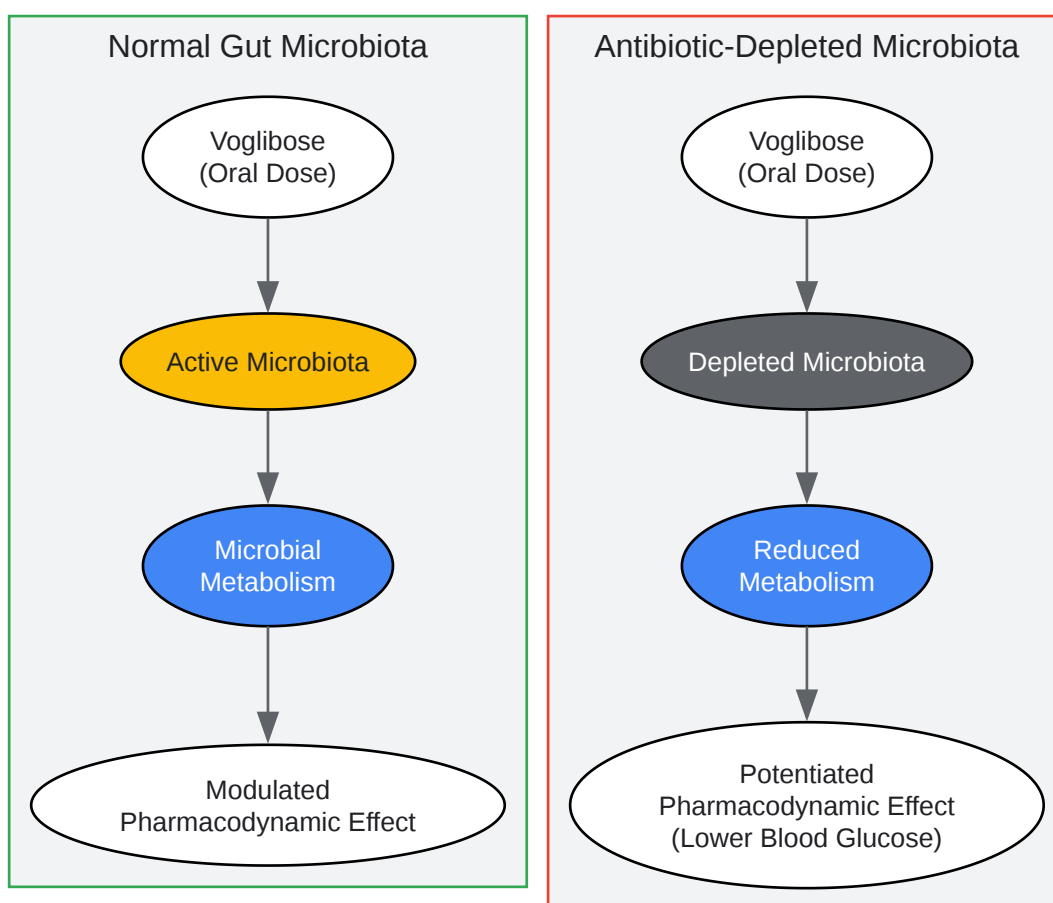 Normal Gut Microbiota
Voglibose
(Oral Dose)
Active Microbiota
Microbial
Metabolism
Modulated
Pharmacodynamic Effect
Antibiotic-Depleted Microbiota
Voglibose
(Oral Dose)
Depleted Microbiota
Reduced
Metabolism
Potentiated
Pharmacodynamic Effect
(Lower Blood Glucose)